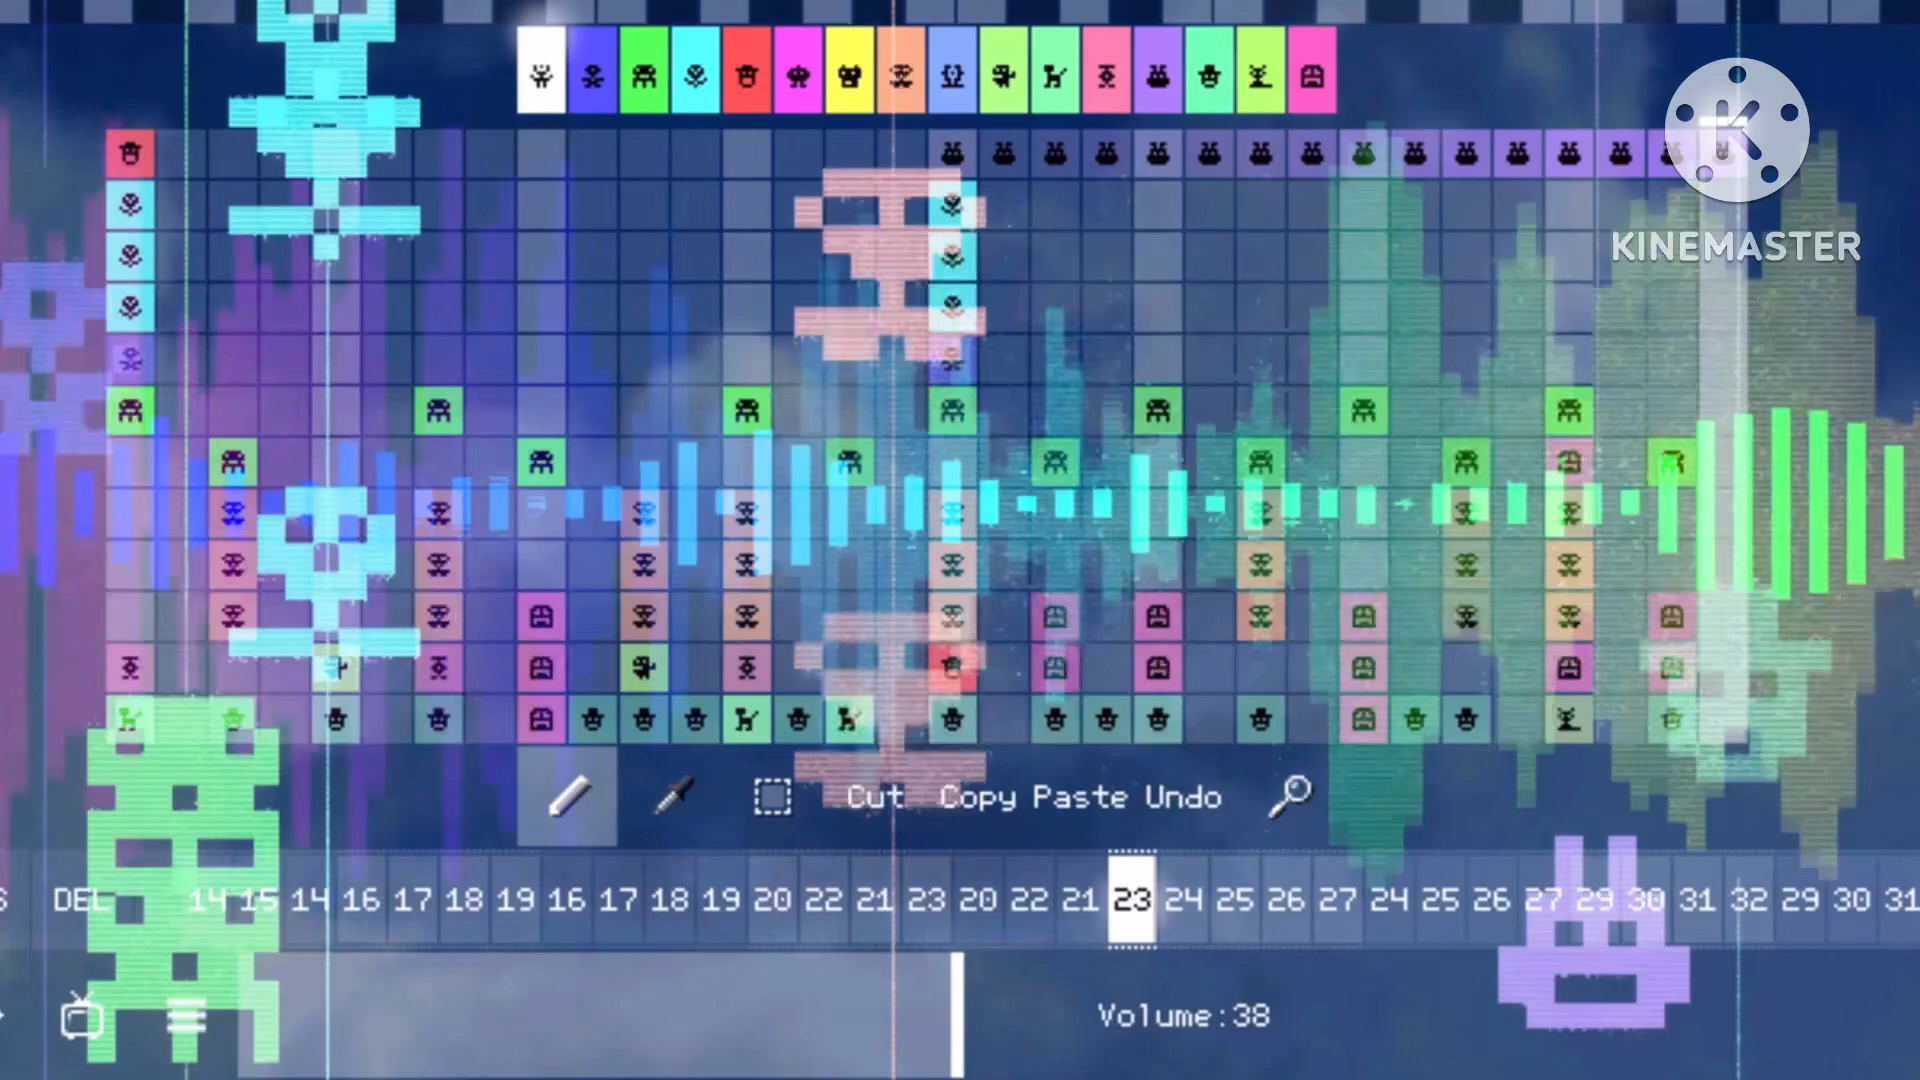 K
KINEMASTER
Cut Copy Paste Undo
DEL 14 15 14 16 17 18 19 16 17 18 19 20 22 21 23 20 22 21 23 24 25 26 27 24 25 26 27 29 30 31 32 29 30 31
Volume:38